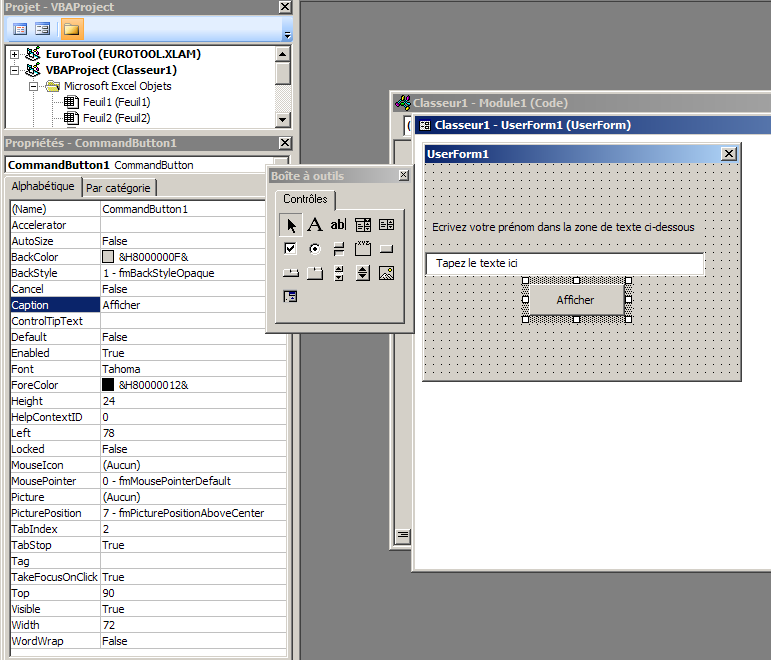 Projet - VBAProject
EuroTool (EUROTOOL.XLAM)
VBAProject (Classeur1)
Microsoft Excel Objets
Feuil1 (Feuil1)
Feuil2 (Feuil2)
Propriétés - CommandButton1
CommandButton1 CommandButton
Alphabétique Par catégorie
(Name) CommandButton1
Accelerator
AutoSize False
BackColor &H8000000F&
BackStyle 1 - fmBackStyleOpaque
Cancel False
Caption Afficher
ControlTipText
Default False
Enabled True
Font Tahoma
ForeColor &H80000012&
Height 24
HelpContextID 0
Left 78
Locked False
MouseIcon (Aucun)
MousePointer 0 - fmMousePointerDefault
Picture (Aucun)
PicturePosition 7 - fmPicturePositionAboveCenter
TabIndex 2
TabStop True
Tag
TakeFocusOnClick True
Top 90
Visible True
Width 72
WordWrap False
Boîte à outils
Contrôles
A ab
XYZ
Classeur1 - Module1 (Code)
Classeur1 - UserForm1 (UserForm)
UserForm1
Ecrivez votre prénom dans la zone de texte ci-dessous
Tapez le texte ici
Afficher